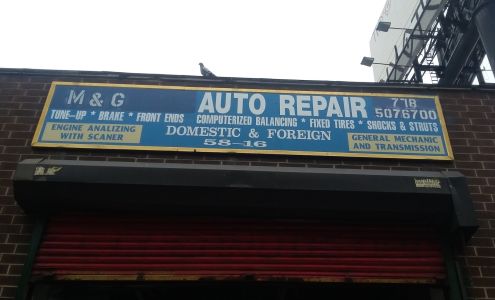 M & G
AUTO REPAIR
718
5076700
TUNE-UP * BRAKE * FRONT ENDS
COMPUTERIZED BALANCING * FIXED TIRES * SHOCKS & STRUTS
ENGINE ANALIZING
WITH SCANER
DOMESTIC & FOREIGN
58-16
GENERAL MECHANIC
AND TRANSMISSION